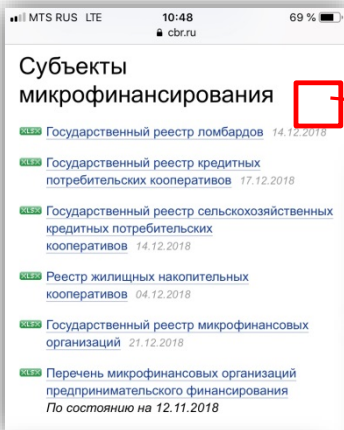 MTS RUS LTE 10:48 69 %
cbr.ru
Субъекты
микрофинансирования
XLSX Государственный реестр ломбардов 14.12.2018
XLSX Государственный реестр кредитных
потребительских кооперативов 17.12.2018
XLSX Государственный реестр сельскохозяйственных
кредитных потребительских
кооперативов 14.12.2018
XLSX Реестр жилищных накопительных
кооперативов 04.12.2018
XLSX Государственный реестр микрофинансовых
организаций 21.12.2018
XLSX Перечень микрофинансовых организаций
предпринимательского финансирования
По состоянию на 12.11.2018